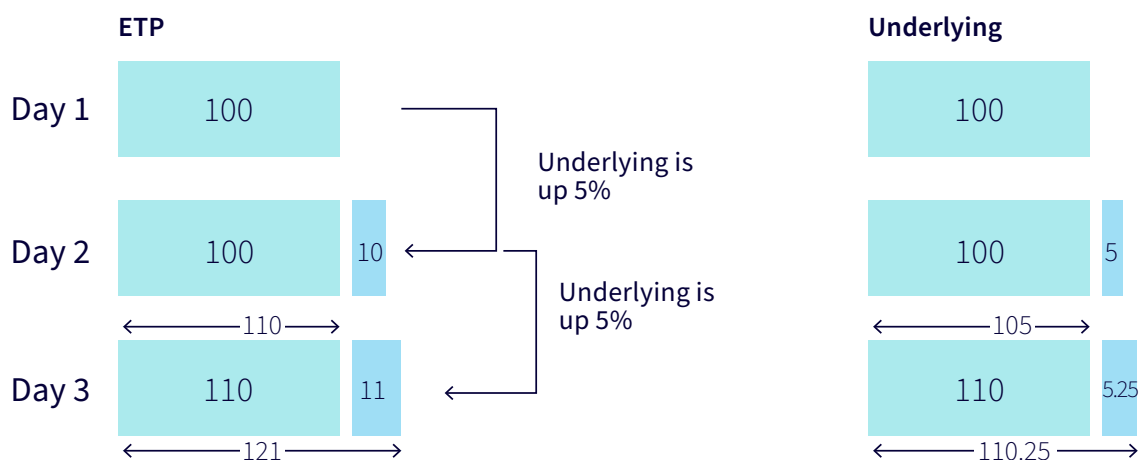 ETP
Underlying
Day 1
100
100
Underlying is
up 5%
Day 2
100
10
100
5
Underlying is
up 5%
110
105
Day 3
110
11
110
5.25
121
110.25